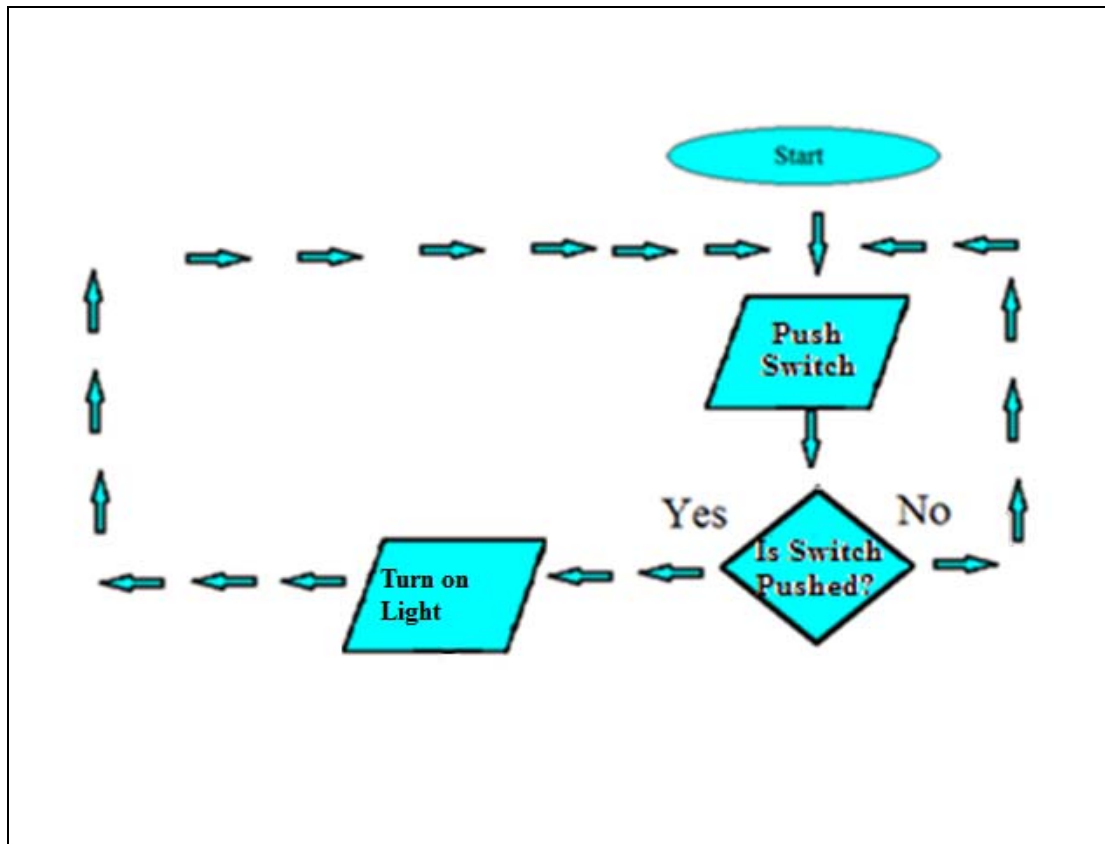 Start
Push
Switch
Yes
No
Is Switch
Pushed?
Turn on
Light